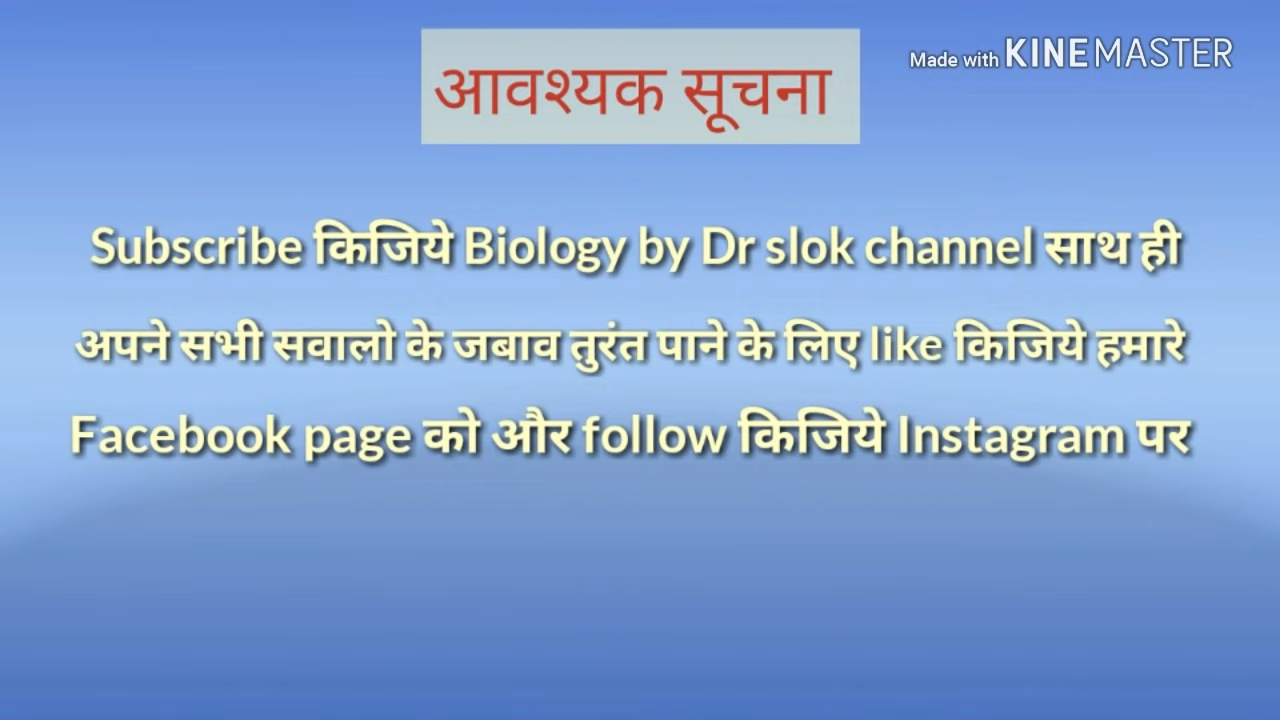 आवश्यक सूचना
Made with KINEMASTER
Subscribe किजिये Biology by Dr slok channel साथ ही
अपने सभी सवालो के जबाव तुरंत पाने के लिए like किजिये हमारे
Facebook page को और follow किजिये Instagram पर